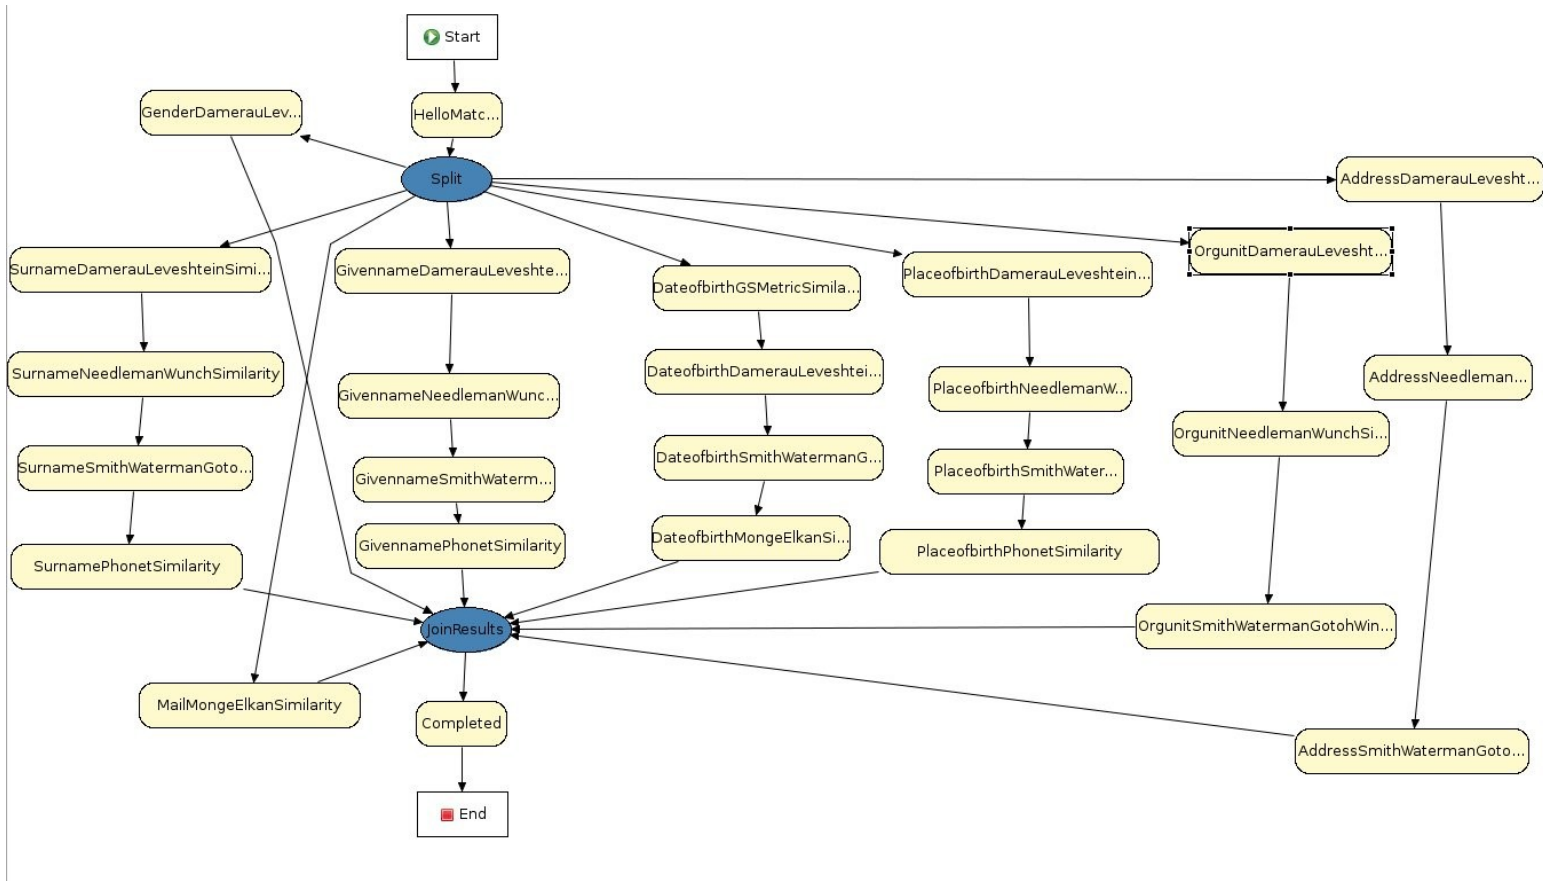 Start
GenderDamerauLev...
HelloMatc...
Split
AddressDamerauLevesht...
SurnameDamerauLeveshteinSimi...
GivennameDamerauLeveshte...
DateofbirthGSMetricSimila...
PlaceofbirthDamerauLeveshtein...
OrgunitDamerauLevesht...
SurnameNeedlemanWunchSimilarity
GivennameNeedlemanWunc...
DateofbirthDamerauLeveshtei...
PlaceofbirthNeedlemanW...
AddressNeedleman...
OrgunitNeedlemanWunchSi...
SurnameSmithWatermanGoto...
GivennameSmithWaterm...
DateofbirthSmithWatermanG...
PlaceofbirthSmithWater...
SurnamePhonetSimilarity
GivennamePhonetSimilarity
DateofbirthMongeElkanSi...
PlaceofbirthPhonetSimilarity
JoinResults
OrgunitSmithWatermanGotohWin...
MailMongeElkanSimilarity
Completed
AddressSmithWatermanGoto...
End